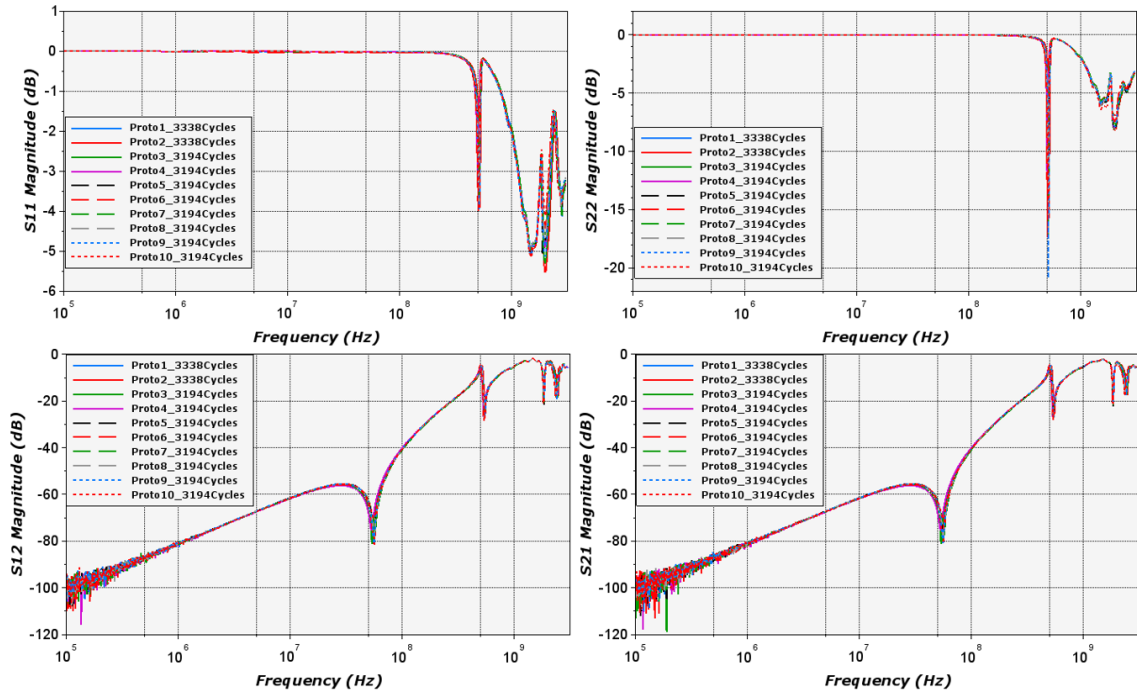 S11 Magnitude (dB)
1
0
-1
-2
-3
-4
-5
-6
Proto1_3338Cycles
Proto2_3338Cycles
Proto3_3194Cycles
Proto4_3194Cycles
Proto5_3194Cycles
Proto6_3194Cycles
Proto7_3194Cycles
Proto8_3194Cycles
Proto9_3194Cycles
Proto10_3194Cycles
10^5 10^6 10^7 10^8 10^9
Frequency (Hz)
S22 Magnitude (dB)
0
-5
-10
-15
-20
Proto1_3338Cycles
Proto2_3338Cycles
Proto3_3194Cycles
Proto4_3194Cycles
Proto5_3194Cycles
Proto6_3194Cycles
Proto7_3194Cycles
Proto8_3194Cycles
Proto9_3194Cycles
Proto10_3194Cycles
10^5 10^6 10^7 10^8 10^9
Frequency (Hz)
S12 Magnitude (dB)
0
-20
-40
-60
-80
-100
-120
Proto1_3338Cycles
Proto2_3338Cycles
Proto3_3194Cycles
Proto4_3194Cycles
Proto5_3194Cycles
Proto6_3194Cycles
Proto7_3194Cycles
Proto8_3194Cycles
Proto9_3194Cycles
Proto10_3194Cycles
10^5 10^6 10^7 10^8 10^9
Frequency (Hz)
S21 Magnitude (dB)
0
-20
-40
-60
-80
-100
-120
Proto1_3338Cycles
Proto2_3338Cycles
Proto3_3194Cycles
Proto4_3194Cycles
Proto5_3194Cycles
Proto6_3194Cycles
Proto7_3194Cycles
Proto8_3194Cycles
Proto9_3194Cycles
Proto10_3194Cycles
10^5 10^6 10^7 10^8 10^9
Frequency (Hz)